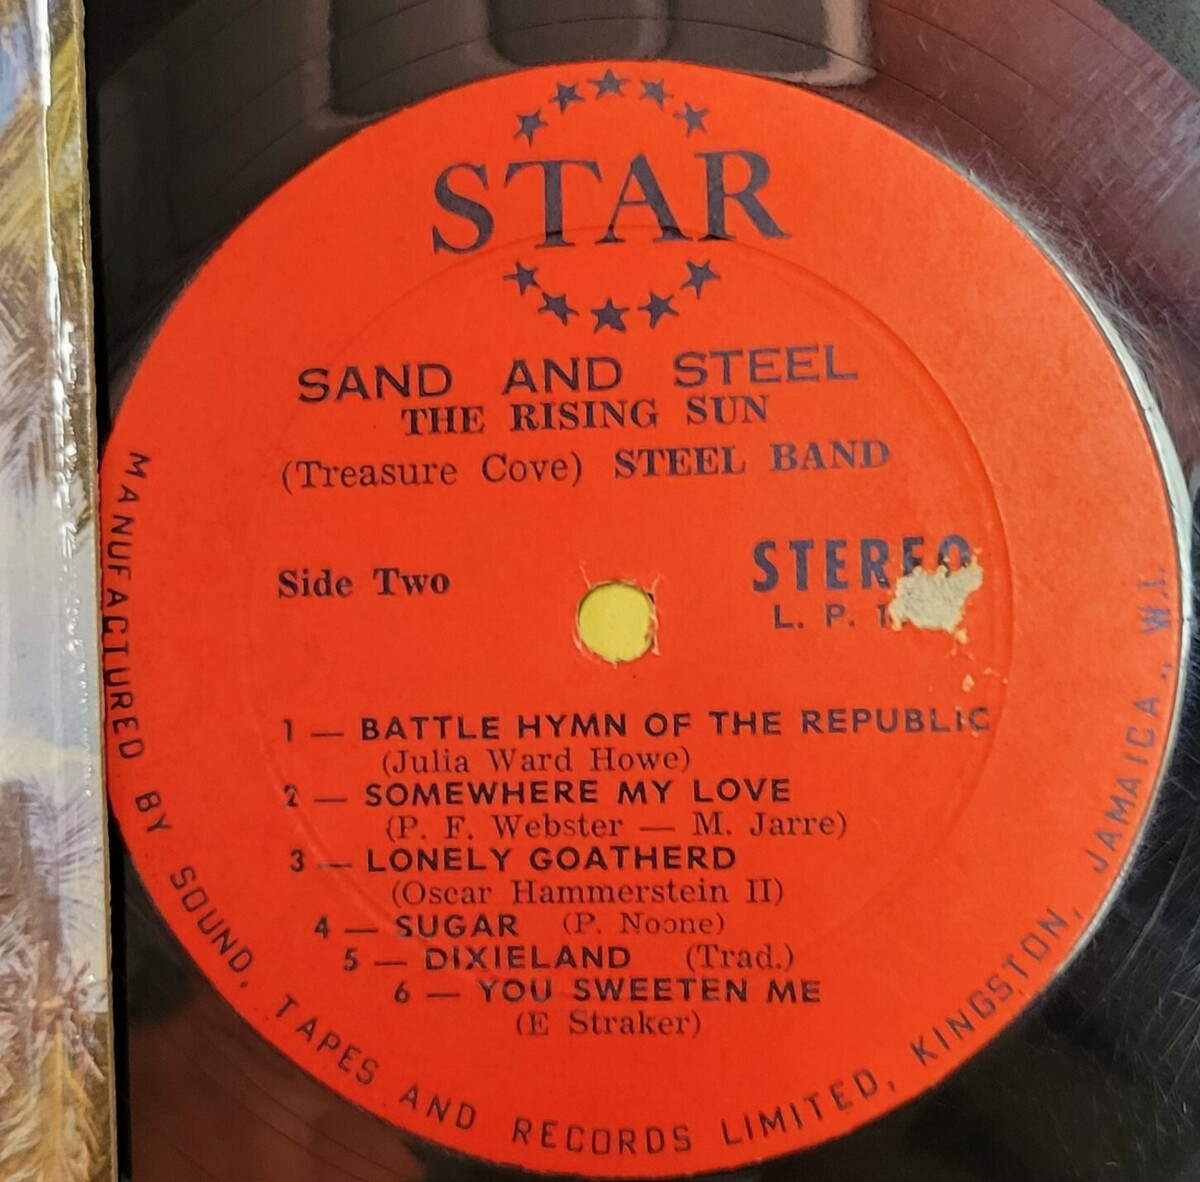 STAR
SAND AND STEEL
THE RISING SUN
(Treasure Cove) STEEL BAND
Side Two
STEREO
L. P.
1 — BATTLE HYMN OF THE REPUBLIC
(Julia Ward Howe)
2 — SOMEWHERE MY LOVE
(P. F. Webster — M. Jarre)
3 — LONELY GOATHERD
(Oscar Hammerstein II)
4 — SUGAR (P. Noone)
5 — DIXIELAND (Trad.)
6 — YOU SWEETEN ME
(E Straker)
MANUFACTURED BY SOUND, TAPES AND RECORDS LIMITED, KINGSTON, JAMAICA., W.I.